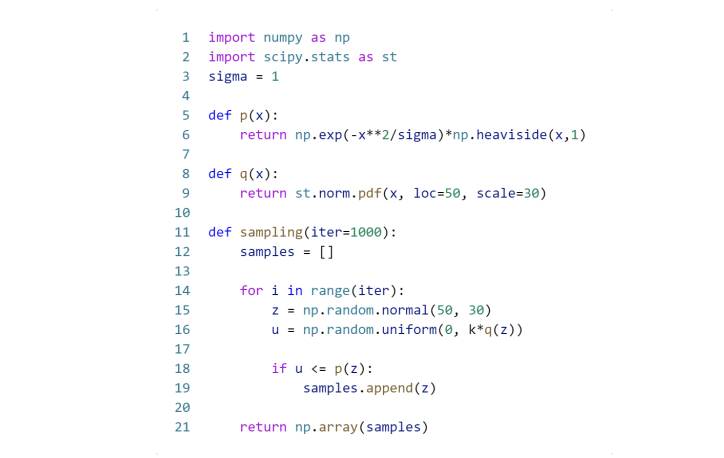 1 import numpy as np
2 import scipy.stats as st
3 sigma = 1
4
5 def p(x):
6     return np.exp(-x**2/sigma)*np.heaviside(x,1)
7
8 def q(x):
9     return st.norm.pdf(x, loc=50, scale=30)
10
11 def sampling(iter=1000):
12     samples = []
13
14     for i in range(iter):
15         z = np.random.normal(50, 30)
16         u = np.random.uniform(0, k*q(z))
17
18         if u <= p(z):
19             samples.append(z)
20
21     return np.array(samples)